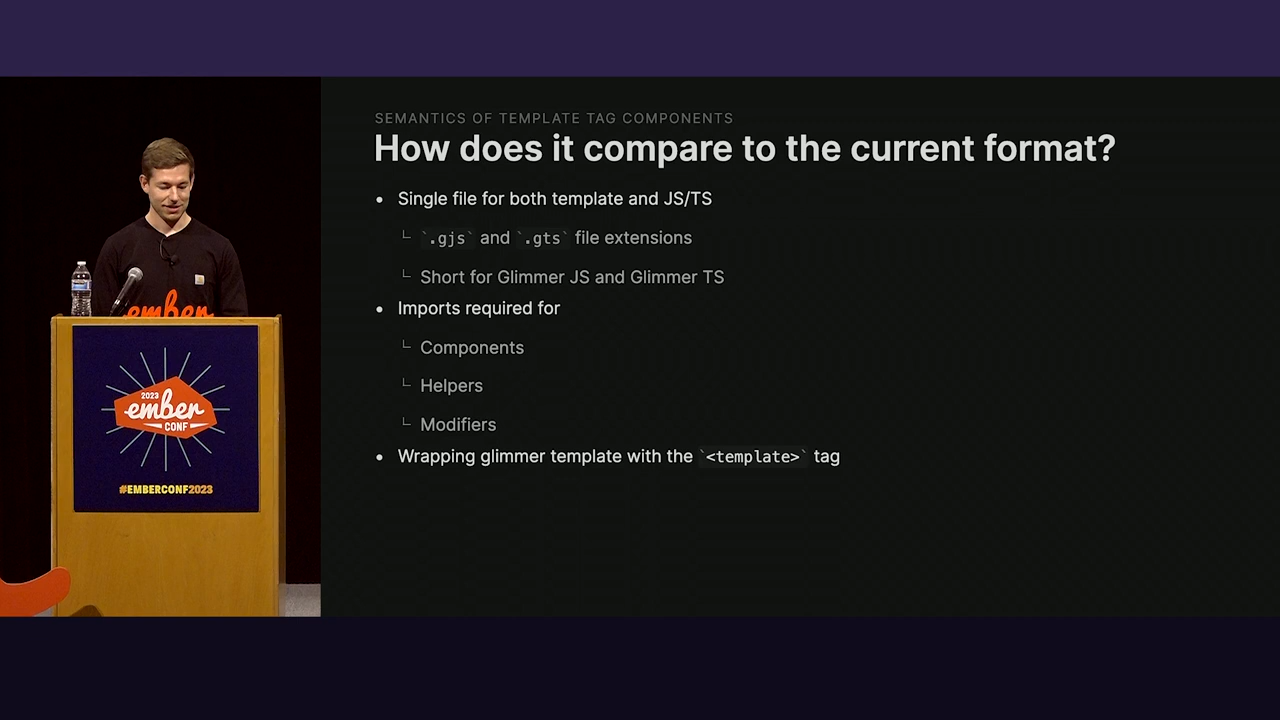 SEMANTICS OF TEMPLATE TAG COMPONENTS
How does it compare to the current format?
• Single file for both template and JS/TS
└ `.gjs` and `.gts` file extensions
└ Short for Glimmer JS and Glimmer TS
• Imports required for
└ Components
└ Helpers
└ Modifiers
• Wrapping glimmer template with the `<template>` tag
ember
2023
ember
CONF
#EMBERCONF2023